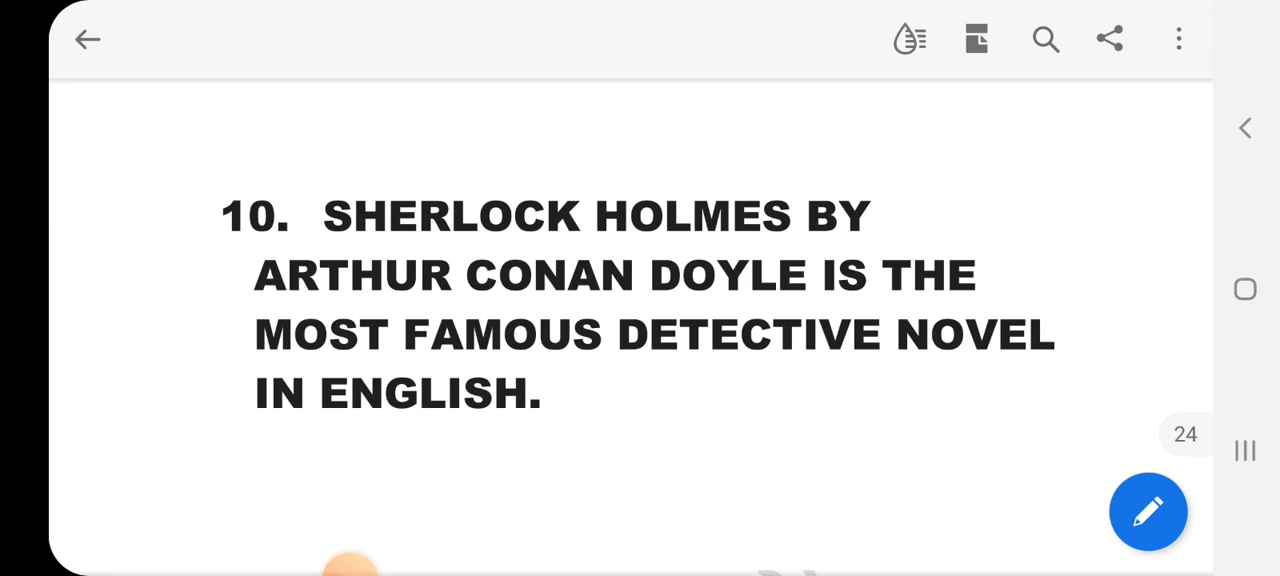 10. SHERLOCK HOLMES BY
ARTHUR CONAN DOYLE IS THE
MOST FAMOUS DETECTIVE NOVEL
IN ENGLISH.
24